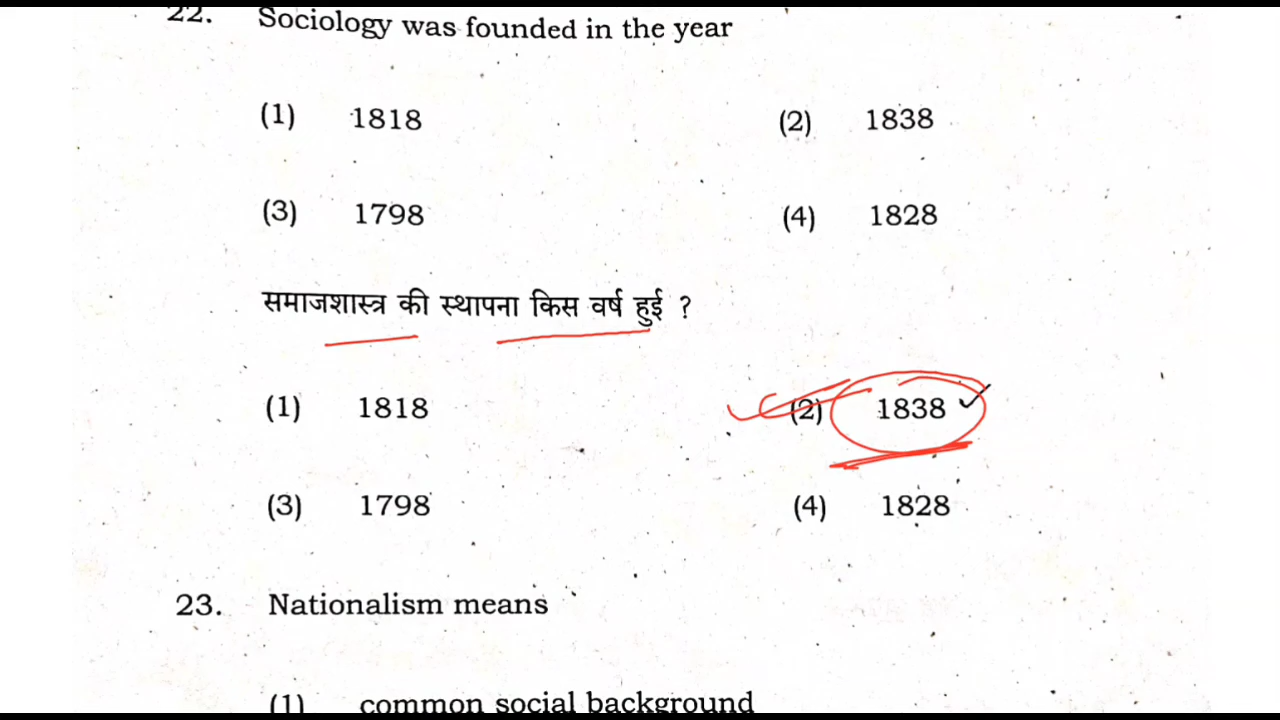 22. Sociology was founded in the year
(1) 1818 (2) 1838
(3) 1798 (4) 1828
समाजशास्त्र की स्थापना किस वर्ष हुई ?
(1) 1818 (2) 1838
(3) 1798 (4) 1828
23. Nationalism means
(1) common social background